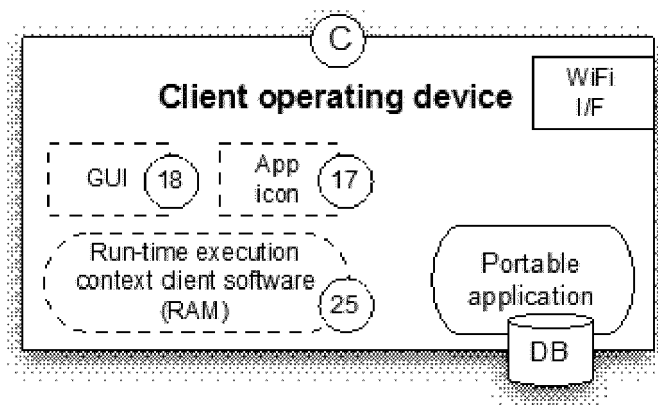 C
Client operating device
WiFi
I/F
GUI
18
App
icon
17
Run-time execution
context client software
(RAM)
25
Portable
application
DB